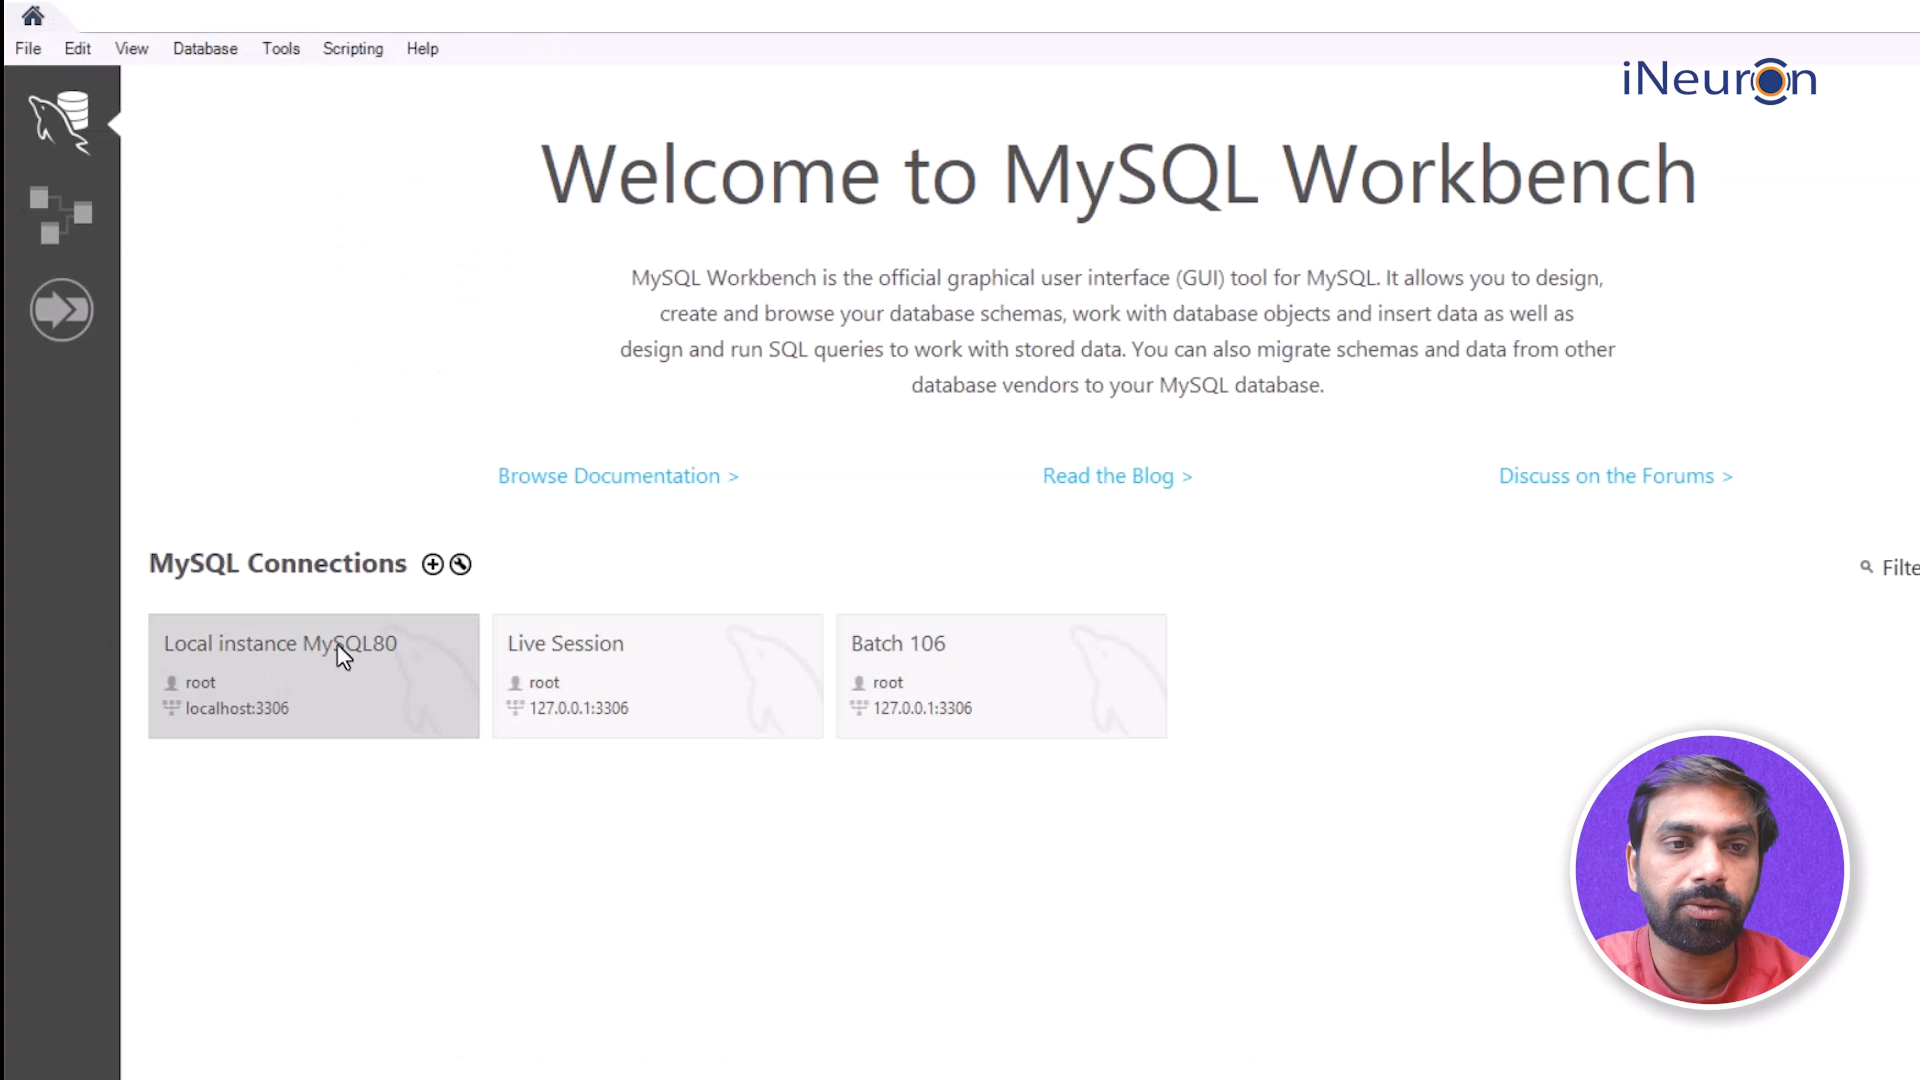 File Edit View Database Tools Scripting Help
iNeuron
Welcome to MySQL Workbench
MySQL Workbench is the official graphical user interface (GUI) tool for MySQL. It allows you to design,
create and browse your database schemas, work with database objects and insert data as well as
design and run SQL queries to work with stored data. You can also migrate schemas and data from other
database vendors to your MySQL database.
Browse Documentation > Read the Blog > Discuss on the Forums >
MySQL Connections
Filte
Local instance MySQL80
root
localhost:3306
Live Session
root
127.0.0.1:3306
Batch 106
root
127.0.0.1:3306